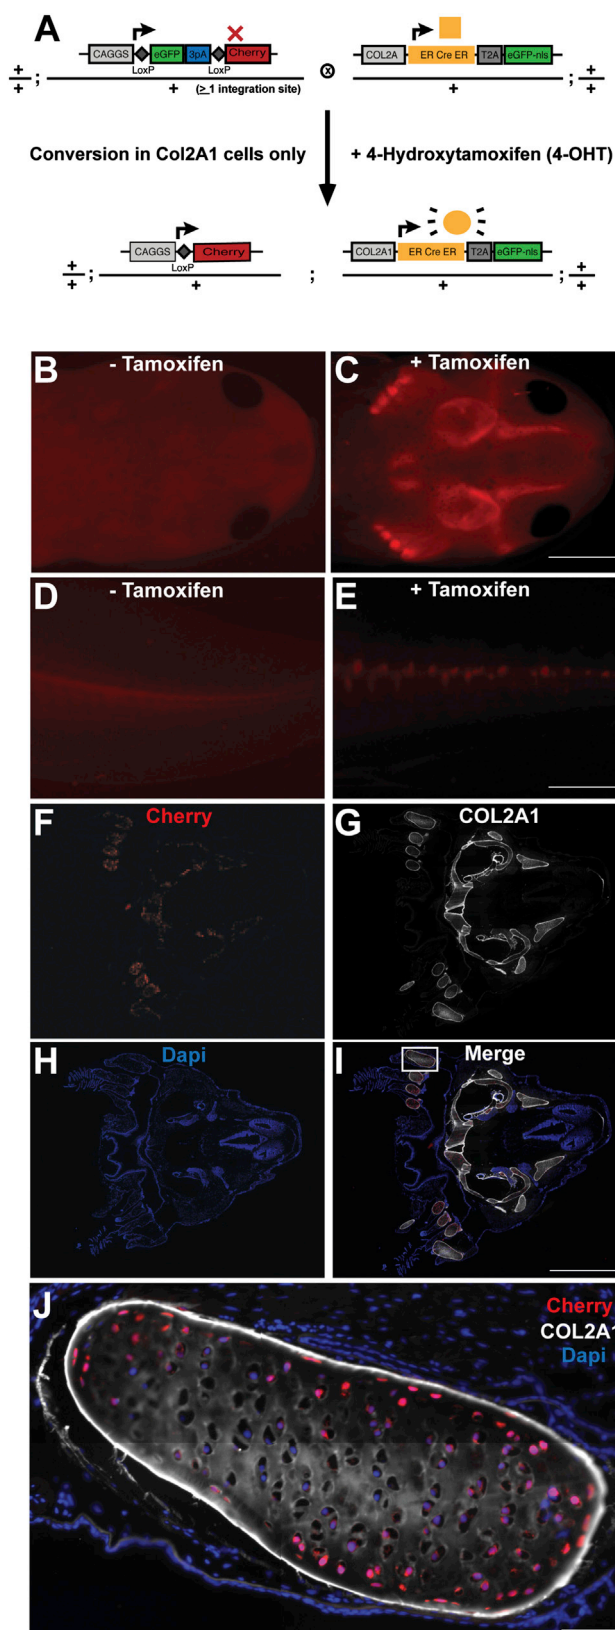 A
CAGGS eGFP 3pA Cherry
LoxP LoxP
+ + ; + (≥1 integration site)
⊗
COL2A ER Cre ER T2A eGFP-nls
+ ; + +
Conversion in Col2A1 cells only + 4-Hydroxytamoxifen (4-OHT)
CAGGS Cherry
LoxP
+ + ; +
;
COL2A1 ER Cre ER T2A eGFP-nls
+ ; + +
B - Tamoxifen
C + Tamoxifen
D - Tamoxifen
E + Tamoxifen
F Cherry
G COL2A1
H Dapi
I Merge
J
Cherry
COL2A1
Dapi